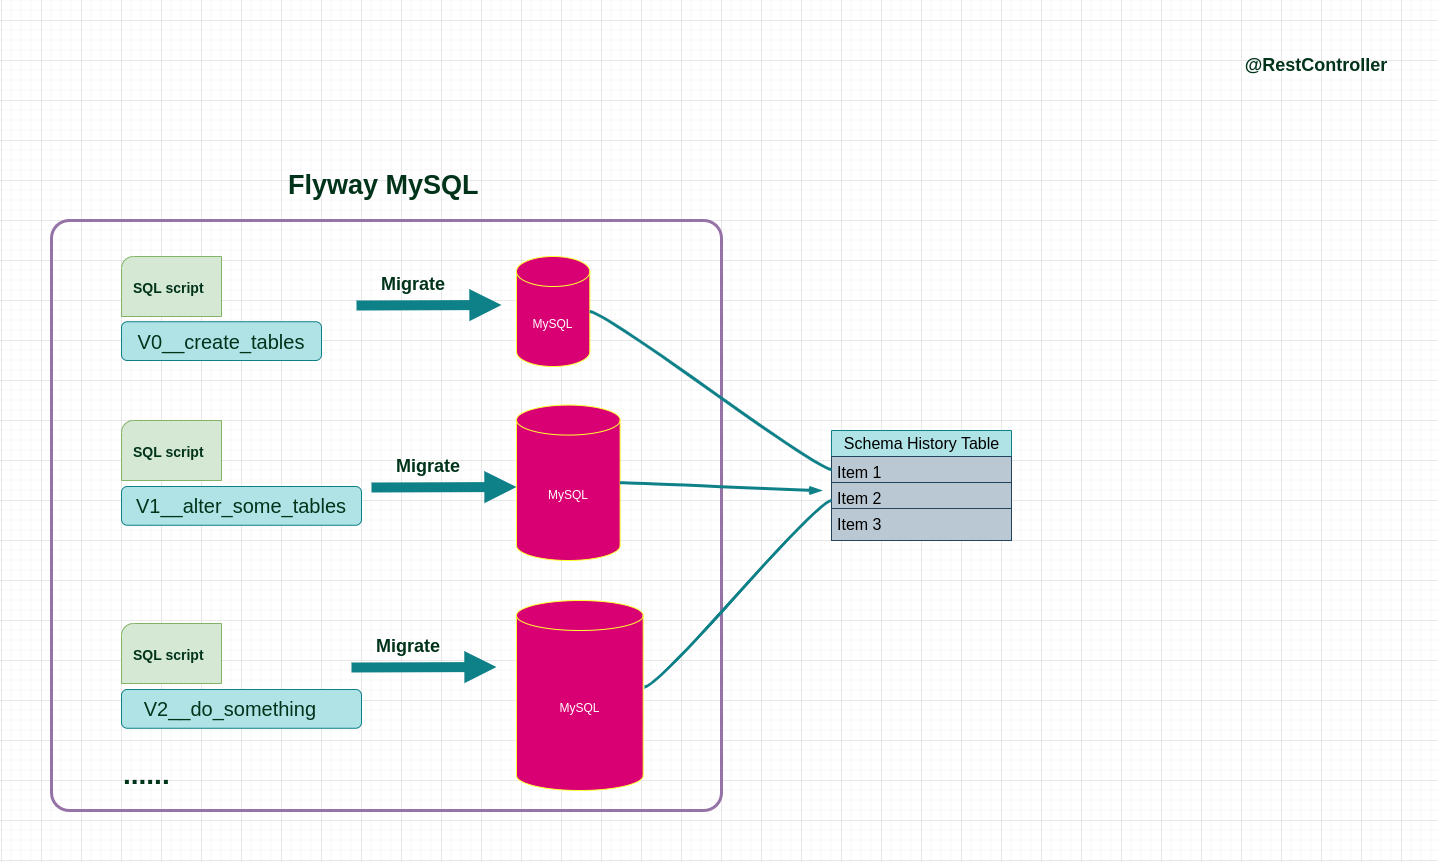 @RestController
Flyway MySQL
SQL script
V0__create_tables
Migrate
MySQL
SQL script
V1__alter_some_tables
Migrate
MySQL
Schema History Table
Item 1
Item 2
Item 3
SQL script
V2__do_something
Migrate
MySQL
......